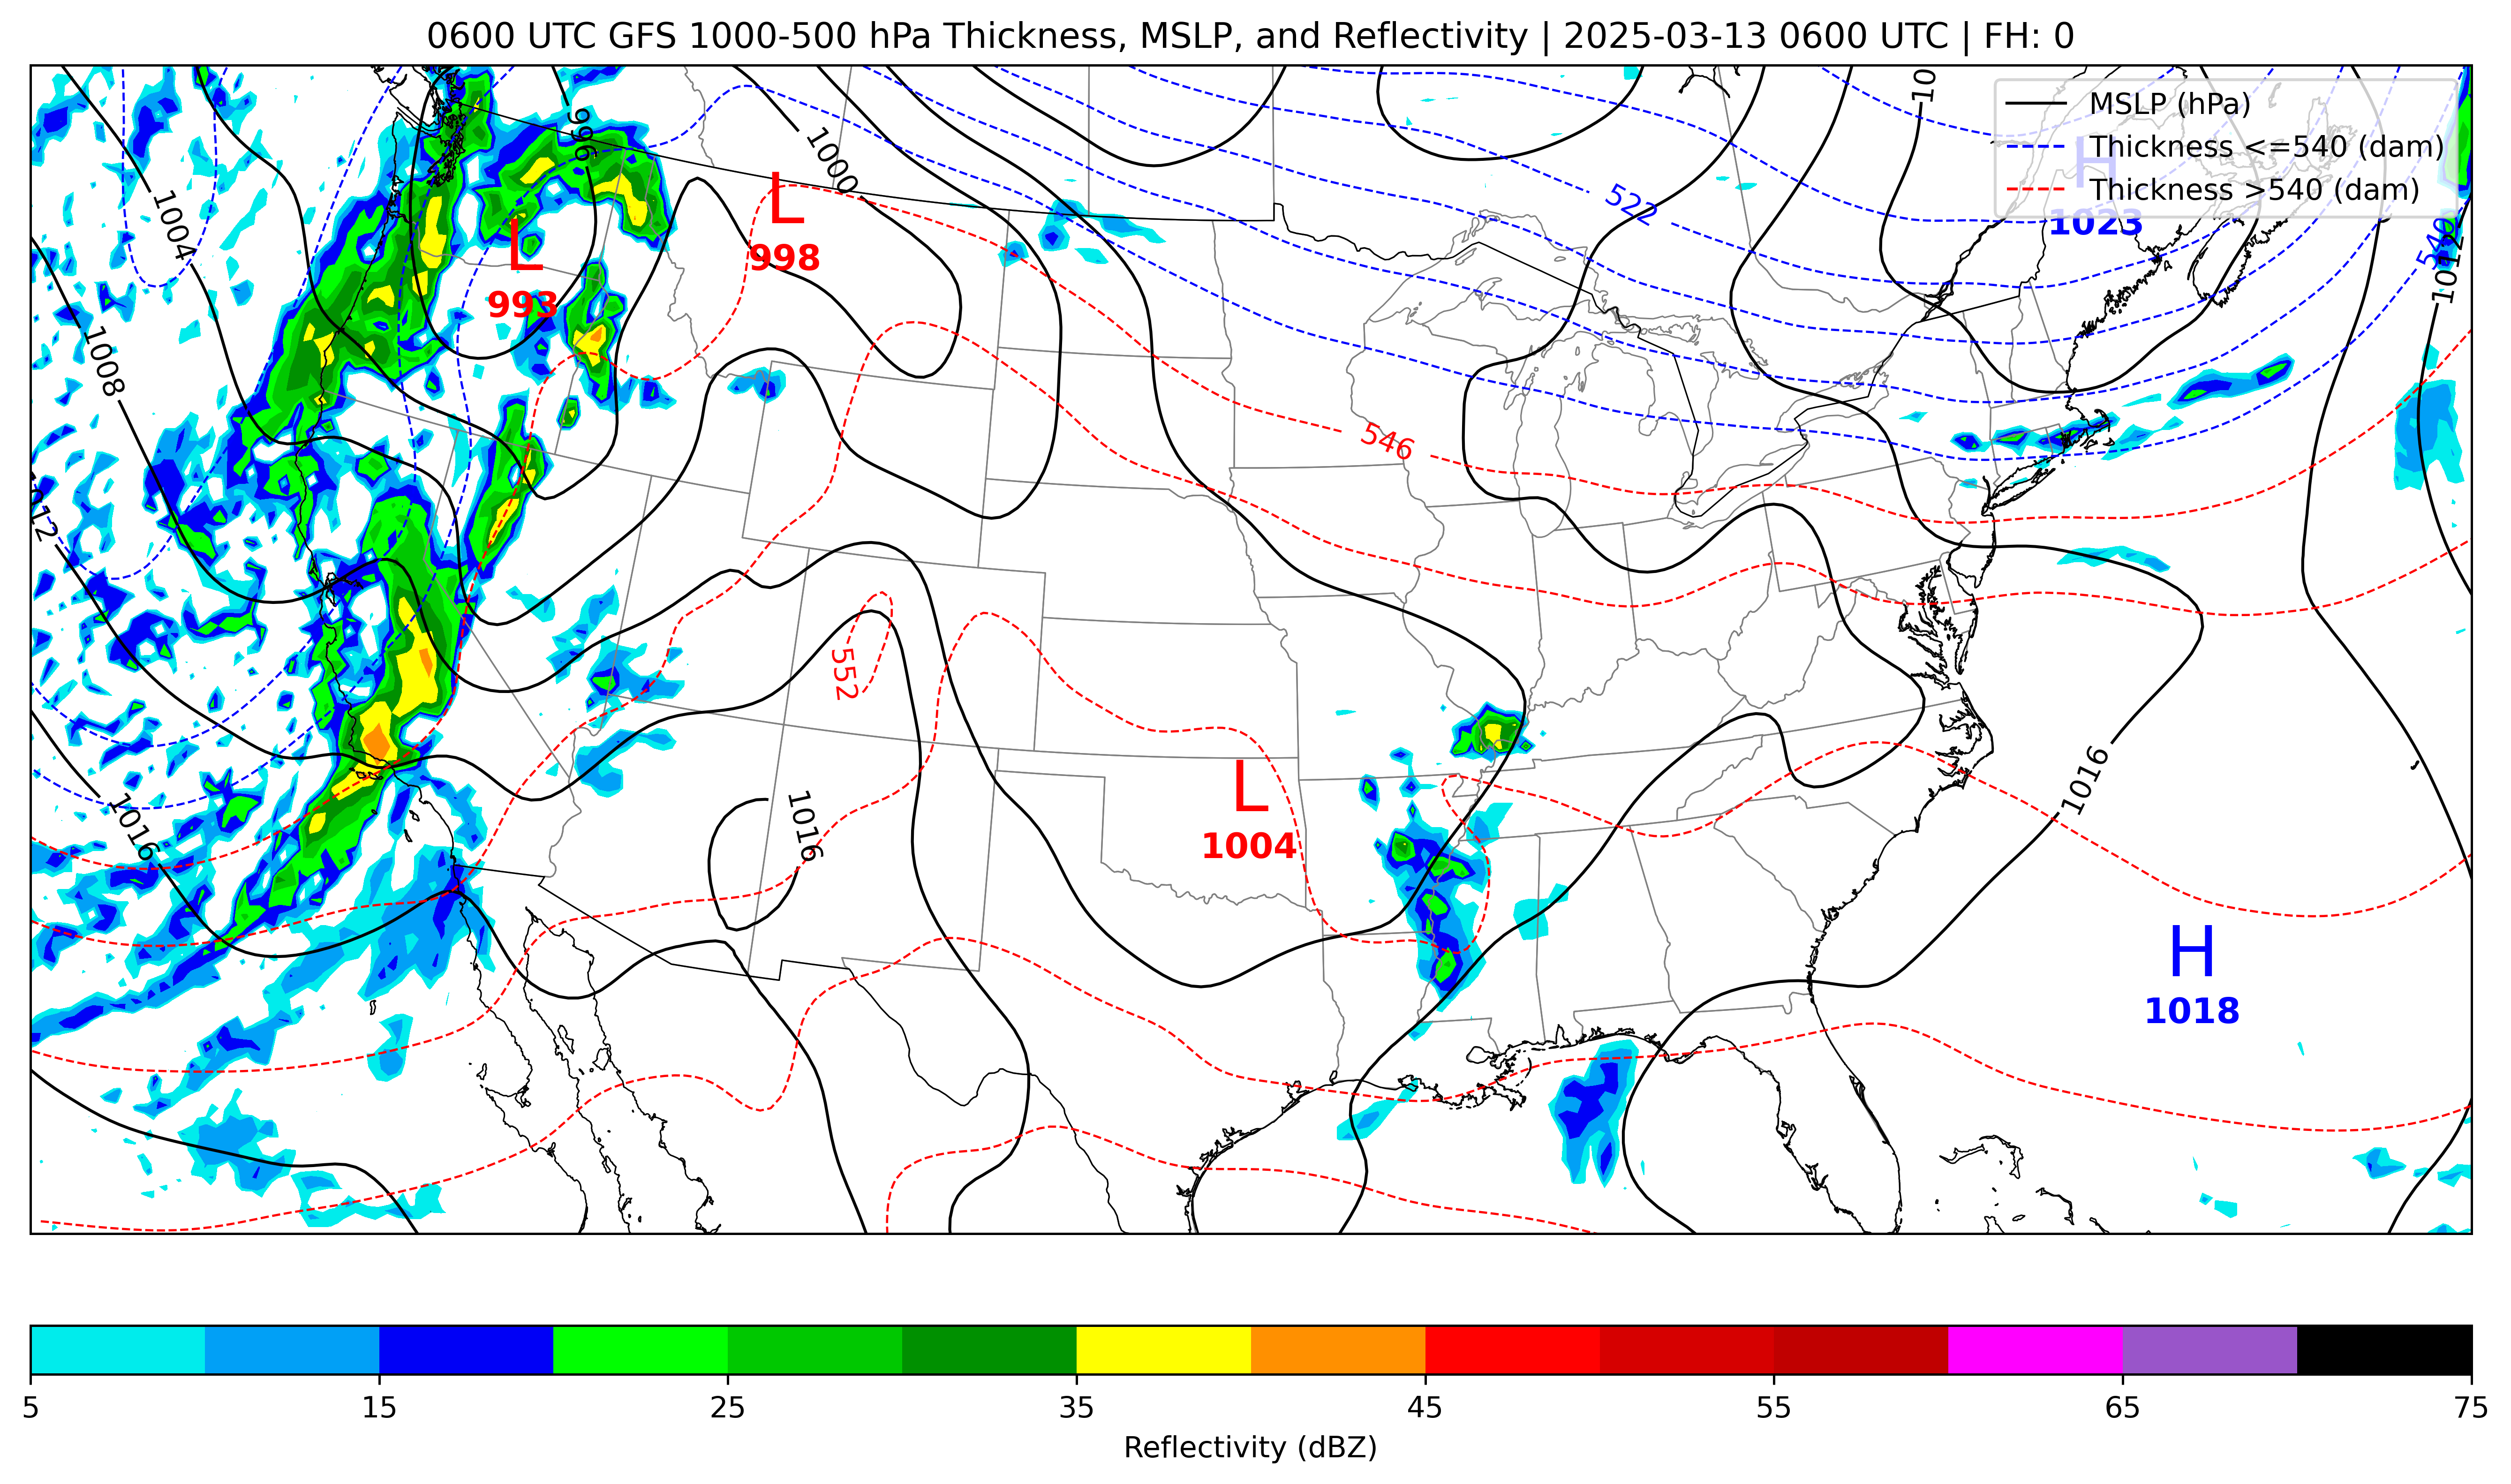 0600 UTC GFS 1000-500 hPa Thickness, MSLP, and Reflectivity | 2025-03-13 0600 UTC | FH: 0
MSLP (hPa)
Thickness <=540 (dam)
Thickness >540 (dam)
10
996
1000
1004
1008
1012
1016
1016
1016
1012
522
540
546
552
L
998
L
993
H
1023
L
1004
H
1018
5
15
25
35
45
55
65
75
Reflectivity (dBZ)